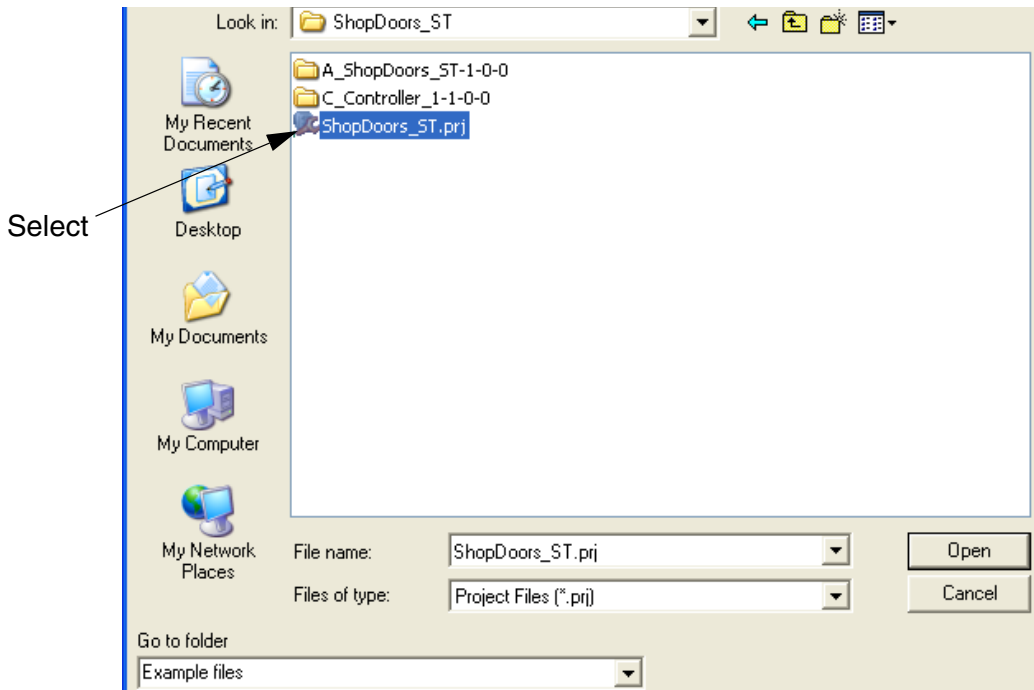 Look in:
ShopDoors_ST
A_ShopDoors_ST-1-0-0
C_Controller_1-1-0-0
ShopDoors_ST.prj
My Recent
Documents
Select
Desktop
My Documents
My Computer
My Network
Places
File name:
ShopDoors_ST.prj
Open
Files of type:
Project Files (*.prj)
Cancel
Go to folder
Example files